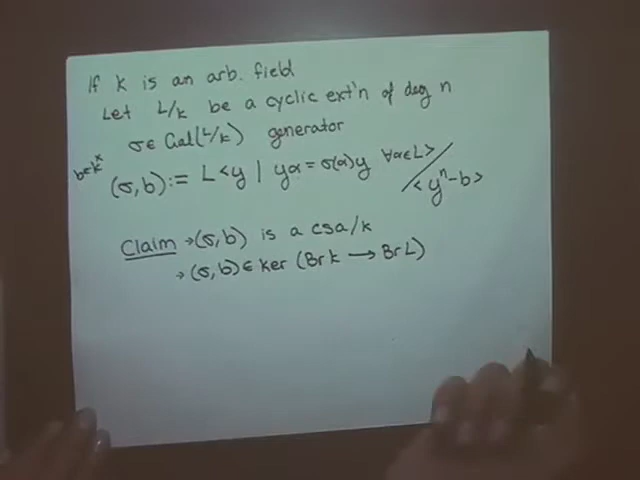 If k is an arb. field
Let L/k be a cyclic ext'n of deg n
σ∈ Gal(L/k) generator
b∈k^× (σ,b) := L<y | yα = σ(α)y ∀α∈L> / <y^n - b>
Claim → (σ,b) is a csa/k
→ (σ,b) ∈ ker (Br k → Br L)